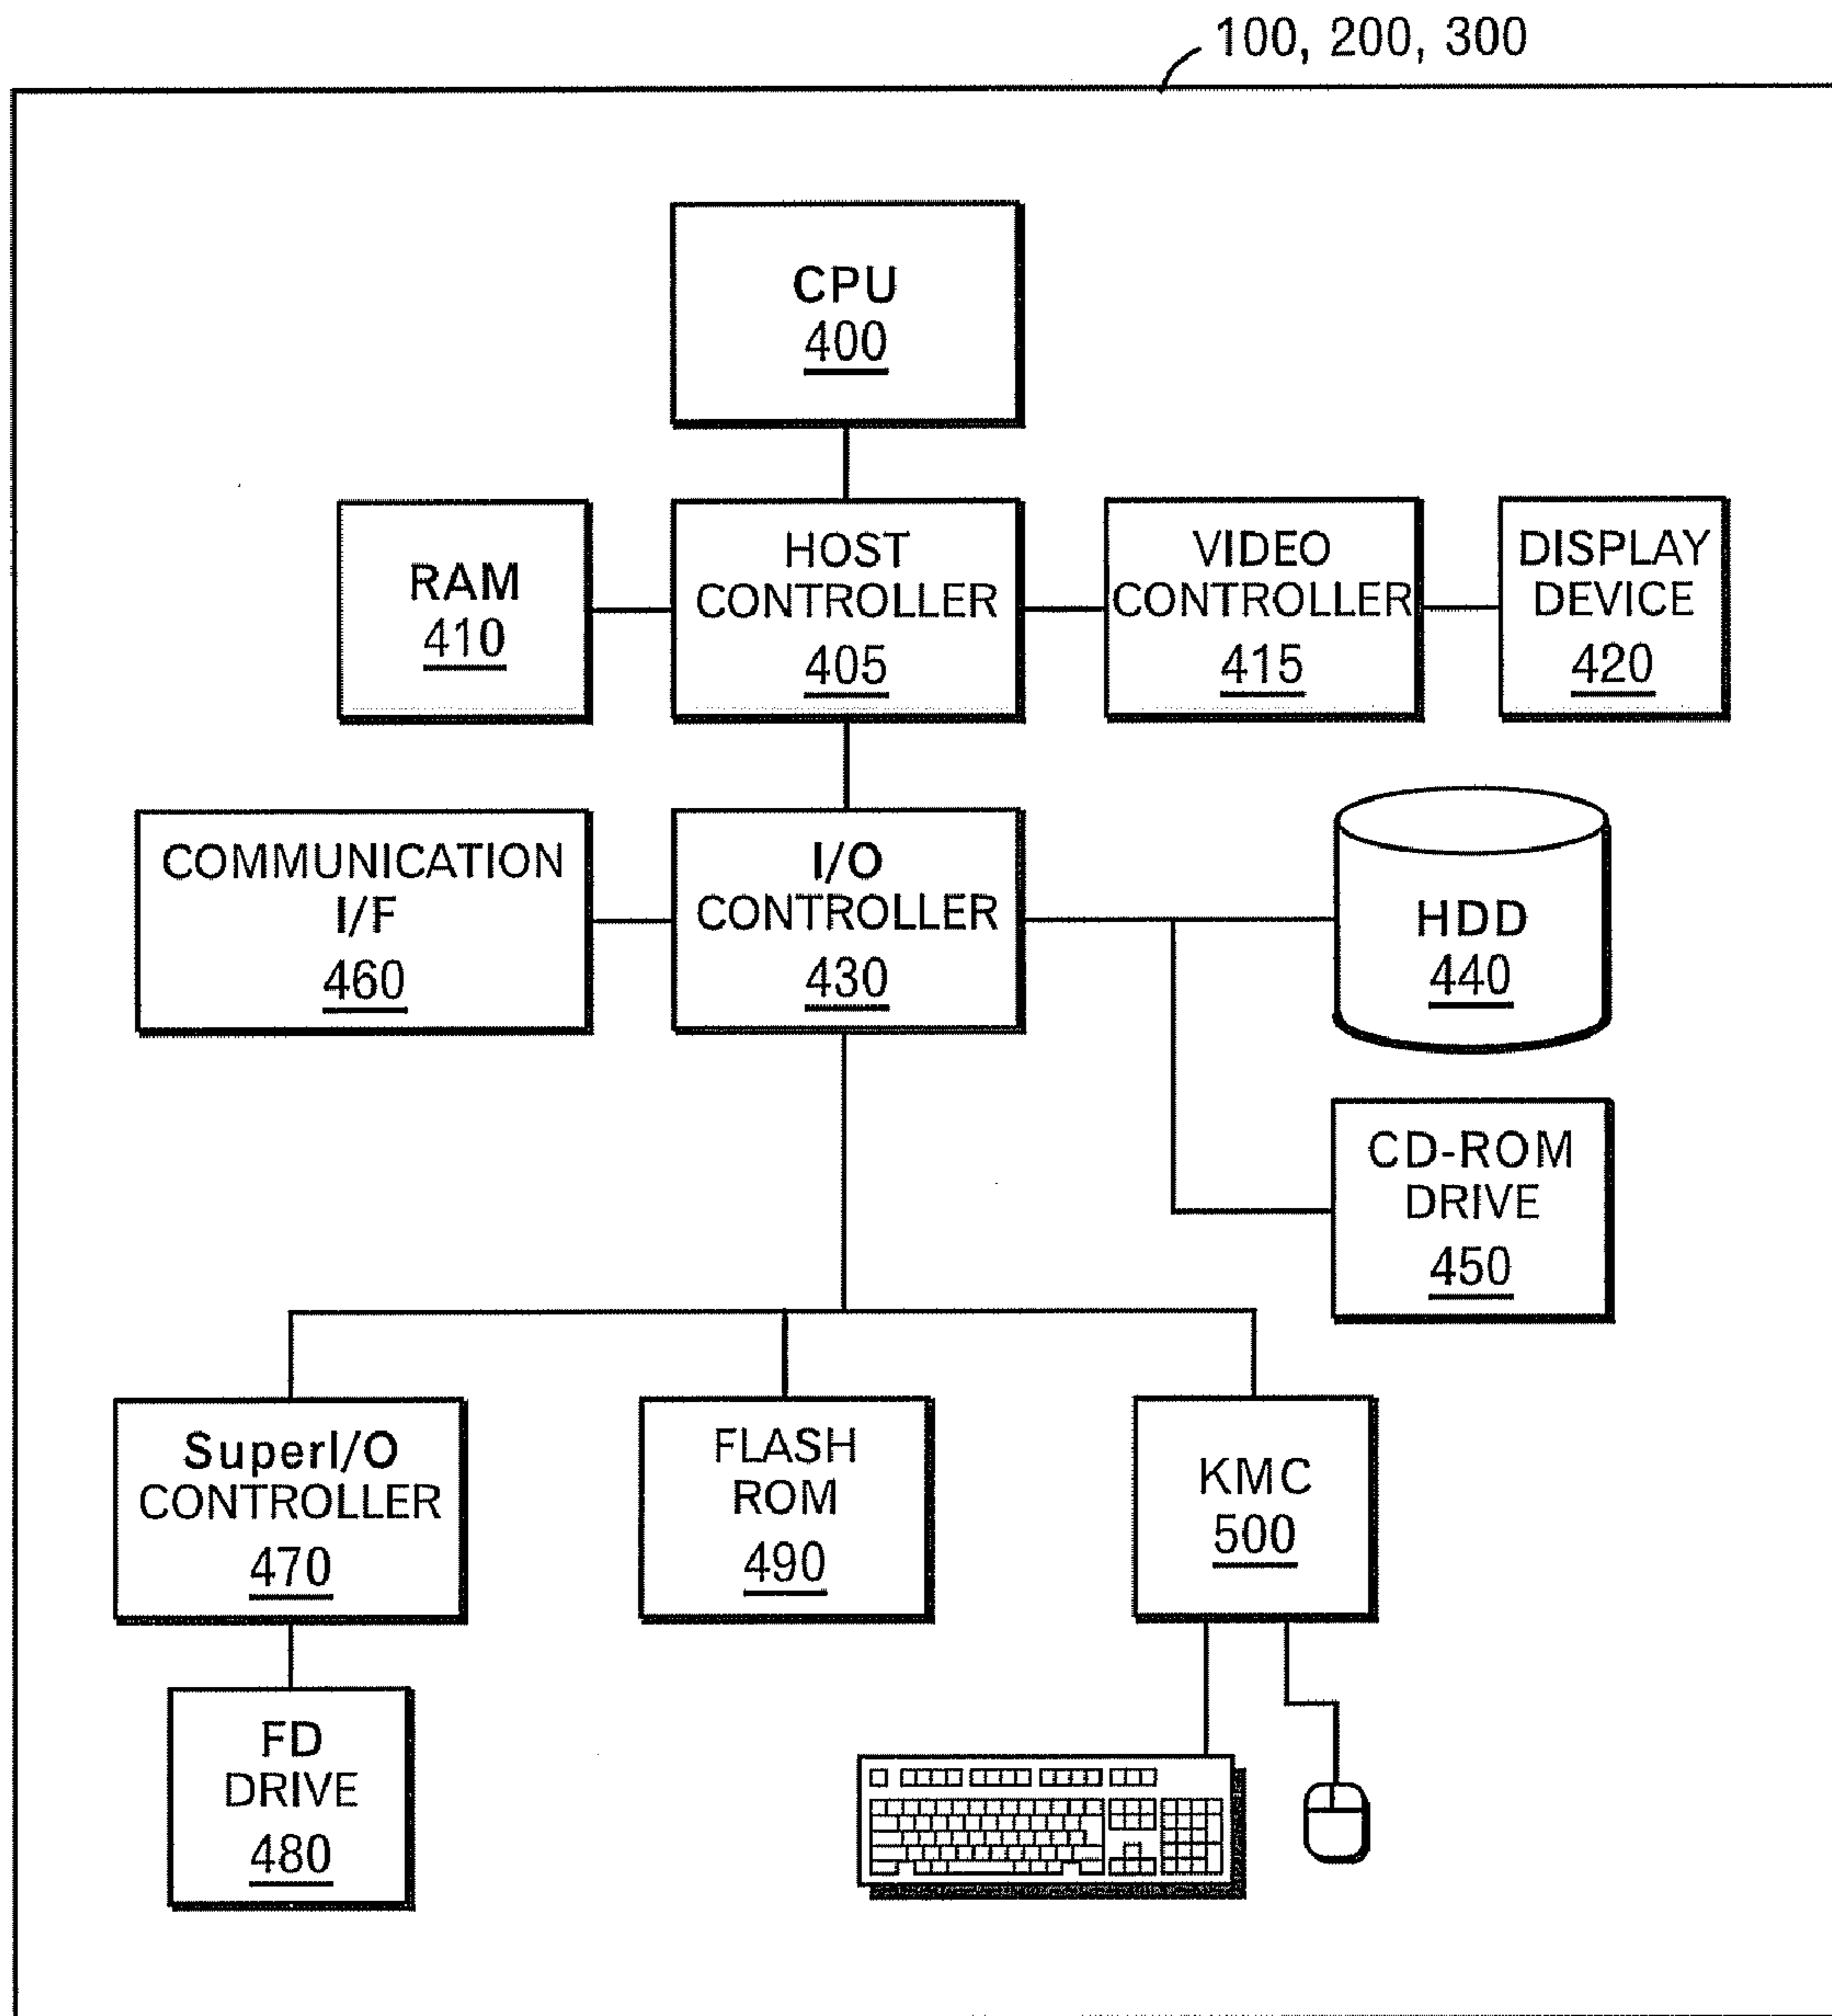 100, 200, 300
CPU
400
RAM
410
HOST
CONTROLLER
405
VIDEO
CONTROLLER
415
DISPLAY
DEVICE
420
COMMUNICATION
I/F
460
I/O
CONTROLLER
430
HDD
440
CD-ROM
DRIVE
450
SuperI/O
CONTROLLER
470
FLASH
ROM
490
KMC
500
FD
DRIVE
480